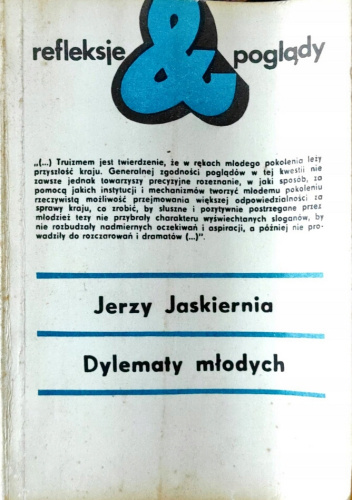 refleksje & poglądy
„(...) Truizmem jest twierdzenie, że w rękach młodego pokolenia leży
przyszłość kraju. Generalnej zgodności poglądów w tej kwestii nie
zawsze jednak towarzyszy precyzyjne rozeznanie, w jaki sposób, za
pomocą jakich instytucji i mechanizmów tworzyć młodemu pokoleniu
rzeczywistą możliwość przejmowania większej odpowiedzialności za
sprawy kraju, co zrobić, by słuszne i pozytywnie postrzegane przez
młodzież tezy nie przybrały charakteru wyświechtanych sloganów, by
nie rozbudzały nadmiernych oczekiwań i aspiracji, a później nie pro-
wadziły do rozczarowań i dramatów (...)".
Jerzy Jaskiernia
Dylematy młodych